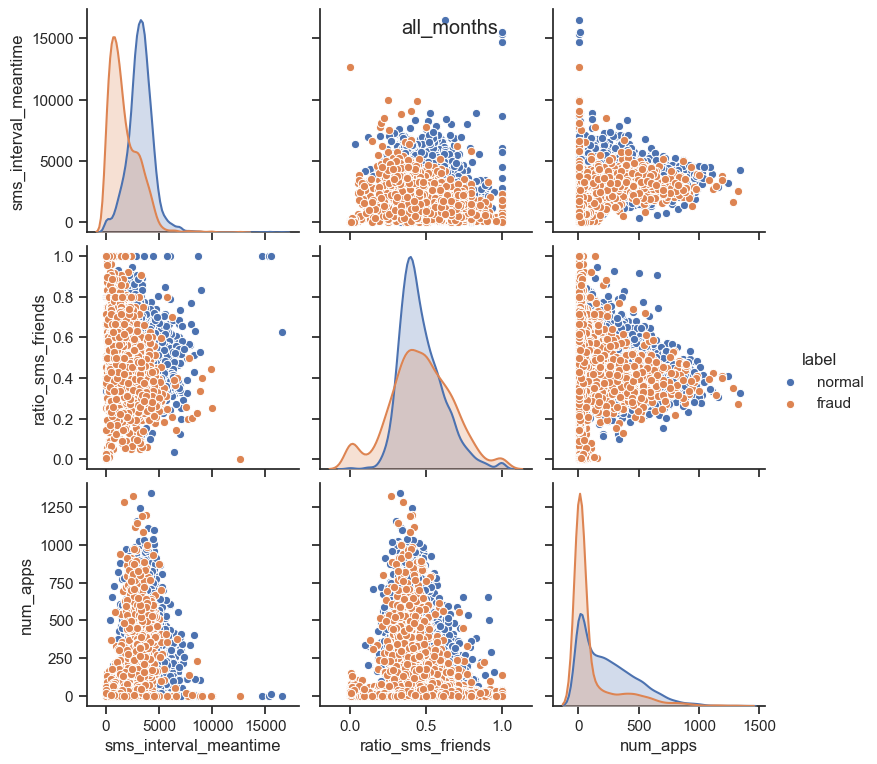 all_months
sms_interval_meantime
15000
10000
5000
0
ratio_sms_friends
1.0
0.8
0.6
0.4
0.2
0.0
label
normal
fraud
num_apps
1250
1000
750
500
250
0
0 5000 10000 15000
sms_interval_meantime
0.0 0.5 1.0
ratio_sms_friends
0 500 1000 1500
num_apps